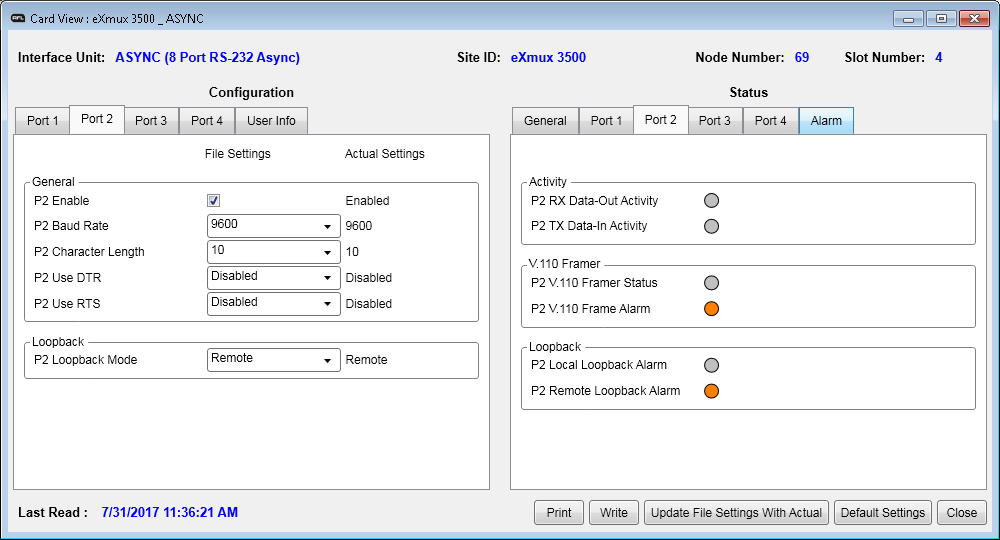 AFL Card View : eXmux 3500 _ ASYNC
Interface Unit: ASYNC (8 Port RS-232 Async) Site ID: eXmux 3500 Node Number: 69 Slot Number: 4
Configuration
Port 1 Port 2 Port 3 Port 4 User Info
File Settings Actual Settings
General
P2 Enable Enabled
P2 Baud Rate 9600 9600
P2 Character Length 10 10
P2 Use DTR Disabled Disabled
P2 Use RTS Disabled Disabled
Loopback
P2 Loopback Mode Remote Remote
Status
General Port 1 Port 2 Port 3 Port 4 Alarm
Activity
P2 RX Data-Out Activity
P2 TX Data-In Activity
V.110 Framer
P2 V.110 Framer Status
P2 V.110 Frame Alarm
Loopback
P2 Local Loopback Alarm
P2 Remote Loopback Alarm
Last Read : 7/31/2017 11:36:21 AM
Print Write Update File Settings With Actual Default Settings Close